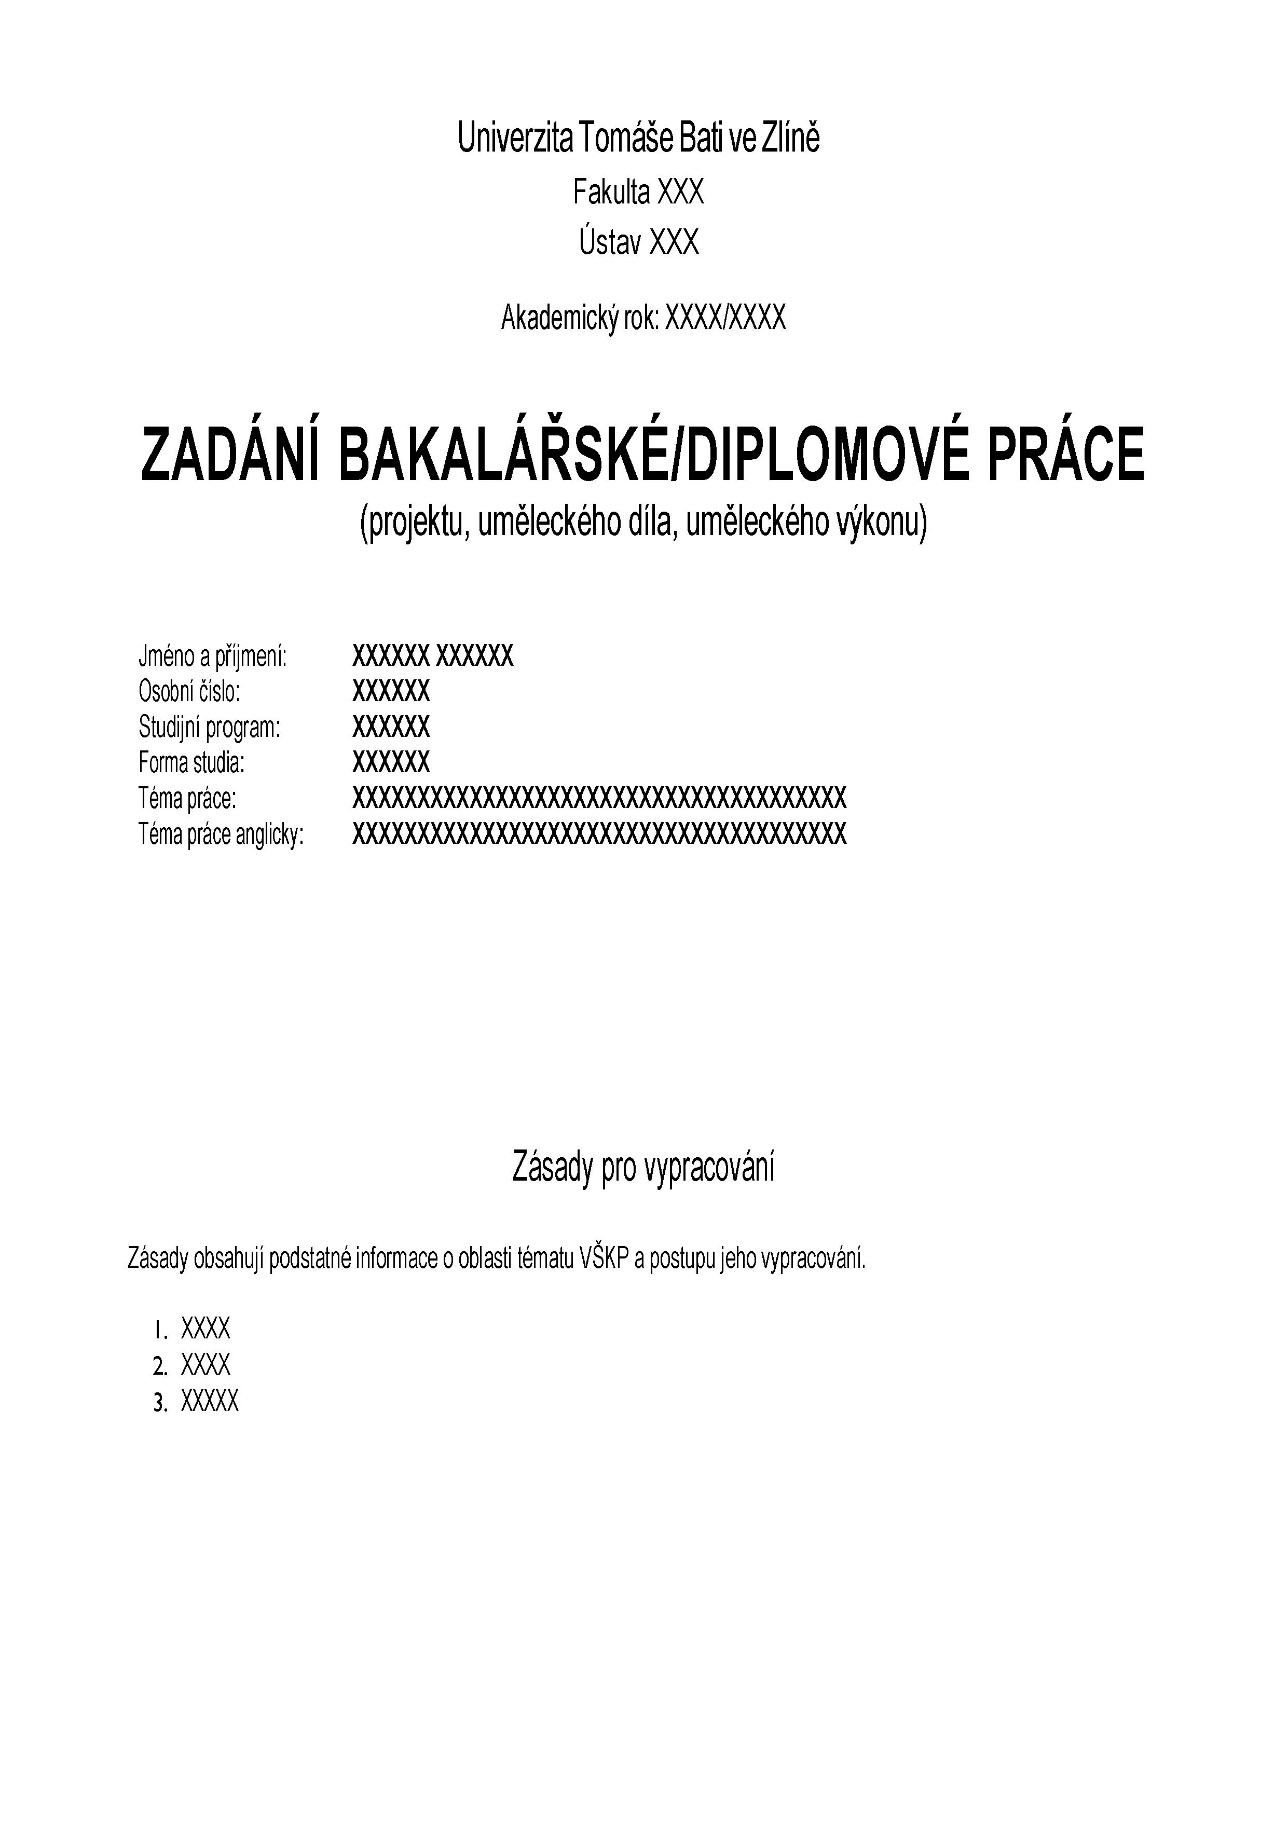 Univerzita Tomáše Bati ve Zlíně
Fakulta XXX
Ústav XXX
Akademický rok: XXXX/XXXX
ZADÁNÍ BAKALÁŘSKÉ/DIPLOMOVÉ PRÁCE
(projektu, uměleckého díla, uměleckého výkonu)
Jméno a příjmení: XXXXXX XXXXXX
Osobní číslo: XXXXXX
Studijní program: XXXXXX
Forma studia: XXXXXX
Téma práce: XXXXXXXXXXXXXXXXXXXXXXXXXXXXXXXXXXXXXX
Téma práce anglicky: XXXXXXXXXXXXXXXXXXXXXXXXXXXXXXXXXXXXXX
Zásady pro vypracování
Zásady obsahují podstatné informace o oblasti tématu VŠKP a postupu jeho vypracování.
1. XXXX
2. XXXX
3. XXXXX